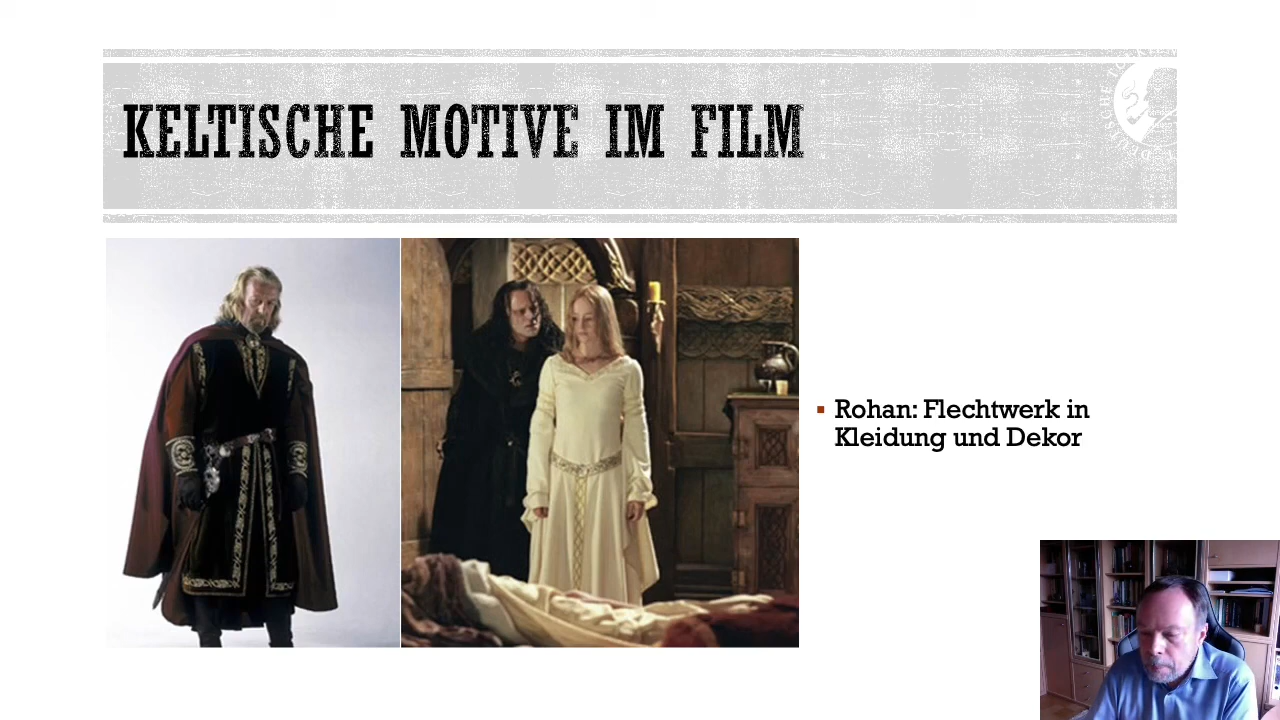 KELTISCHE MOTIVE IM FILM
Rohan: Flechtwerk in
Kleidung und Dekor